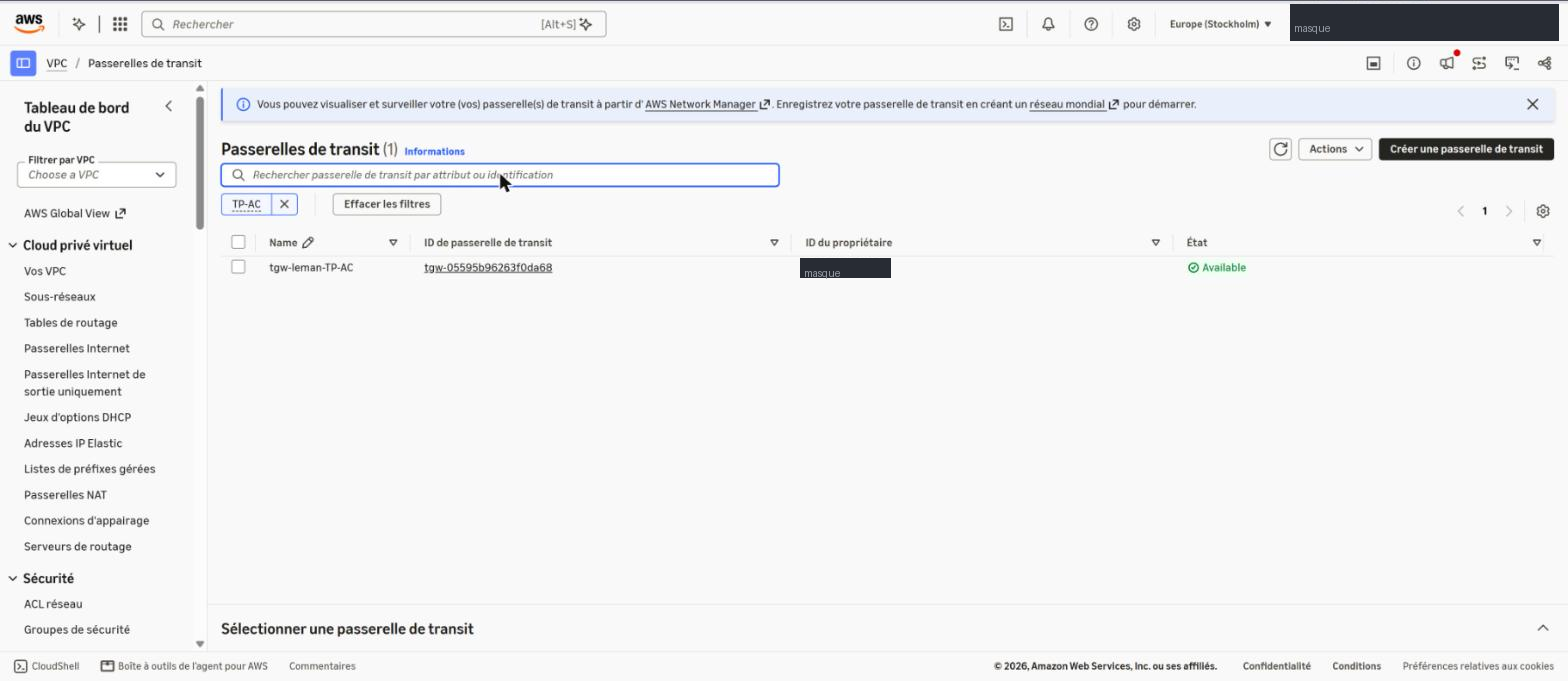 aws
Rechercher
[Alt+S]
Europe (Stockholm)
masque
VPC / Passerelles de transit
Tableau de bord
du VPC
Filtrer par VPC
Choose a VPC
AWS Global View
Cloud privé virtuel
Vos VPC
Sous-réseaux
Tables de routage
Passerelles Internet
Passerelles Internet de
sortie uniquement
Jeux d'options DHCP
Adresses IP Elastic
Listes de préfixes gérées
Passerelles NAT
Connexions d'appairage
Serveurs de routage
Sécurité
ACL réseau
Groupes de sécurité
Vous pouvez visualiser et surveiller votre (vos) passerelle(s) de transit à partir d' AWS Network Manager. Enregistrez votre passerelle de transit en créant un réseau mondial pour démarrer.
Passerelles de transit (1) Informations
Actions
Créer une passerelle de transit
Rechercher passerelle de transit par attribut ou identification
TP-AC
Effacer les filtres
1
Name ID de passerelle de transit ID du propriétaire État
tgw-leman-TP-AC tgw-05595b96263f0da68 masque Available
Sélectionner une passerelle de transit
CloudShell Boîte à outils de l'agent pour AWS Commentaires © 2026, Amazon Web Services, Inc. ou ses affiliés. Confidentialité Conditions Préférences relatives aux cookies